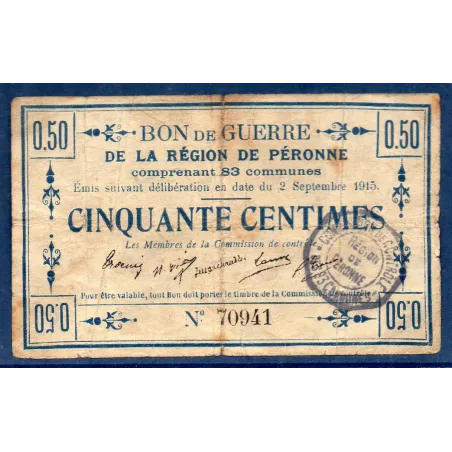 0.50 BON DE GUERRE 0.50
DE LA RÉGION DE PÉRONNE
comprenant 83 communes
Émis suivant délibération en date du 2 Septembre 1915.
CINQUANTE CENTIMES
Les Membres de la Commission de contrôle
RÉGION
DE
PÉRONNE
Pour être valable, tout Bon doit porter le timbre de la Commission de contrôle
0.50 N° 70941 0.50